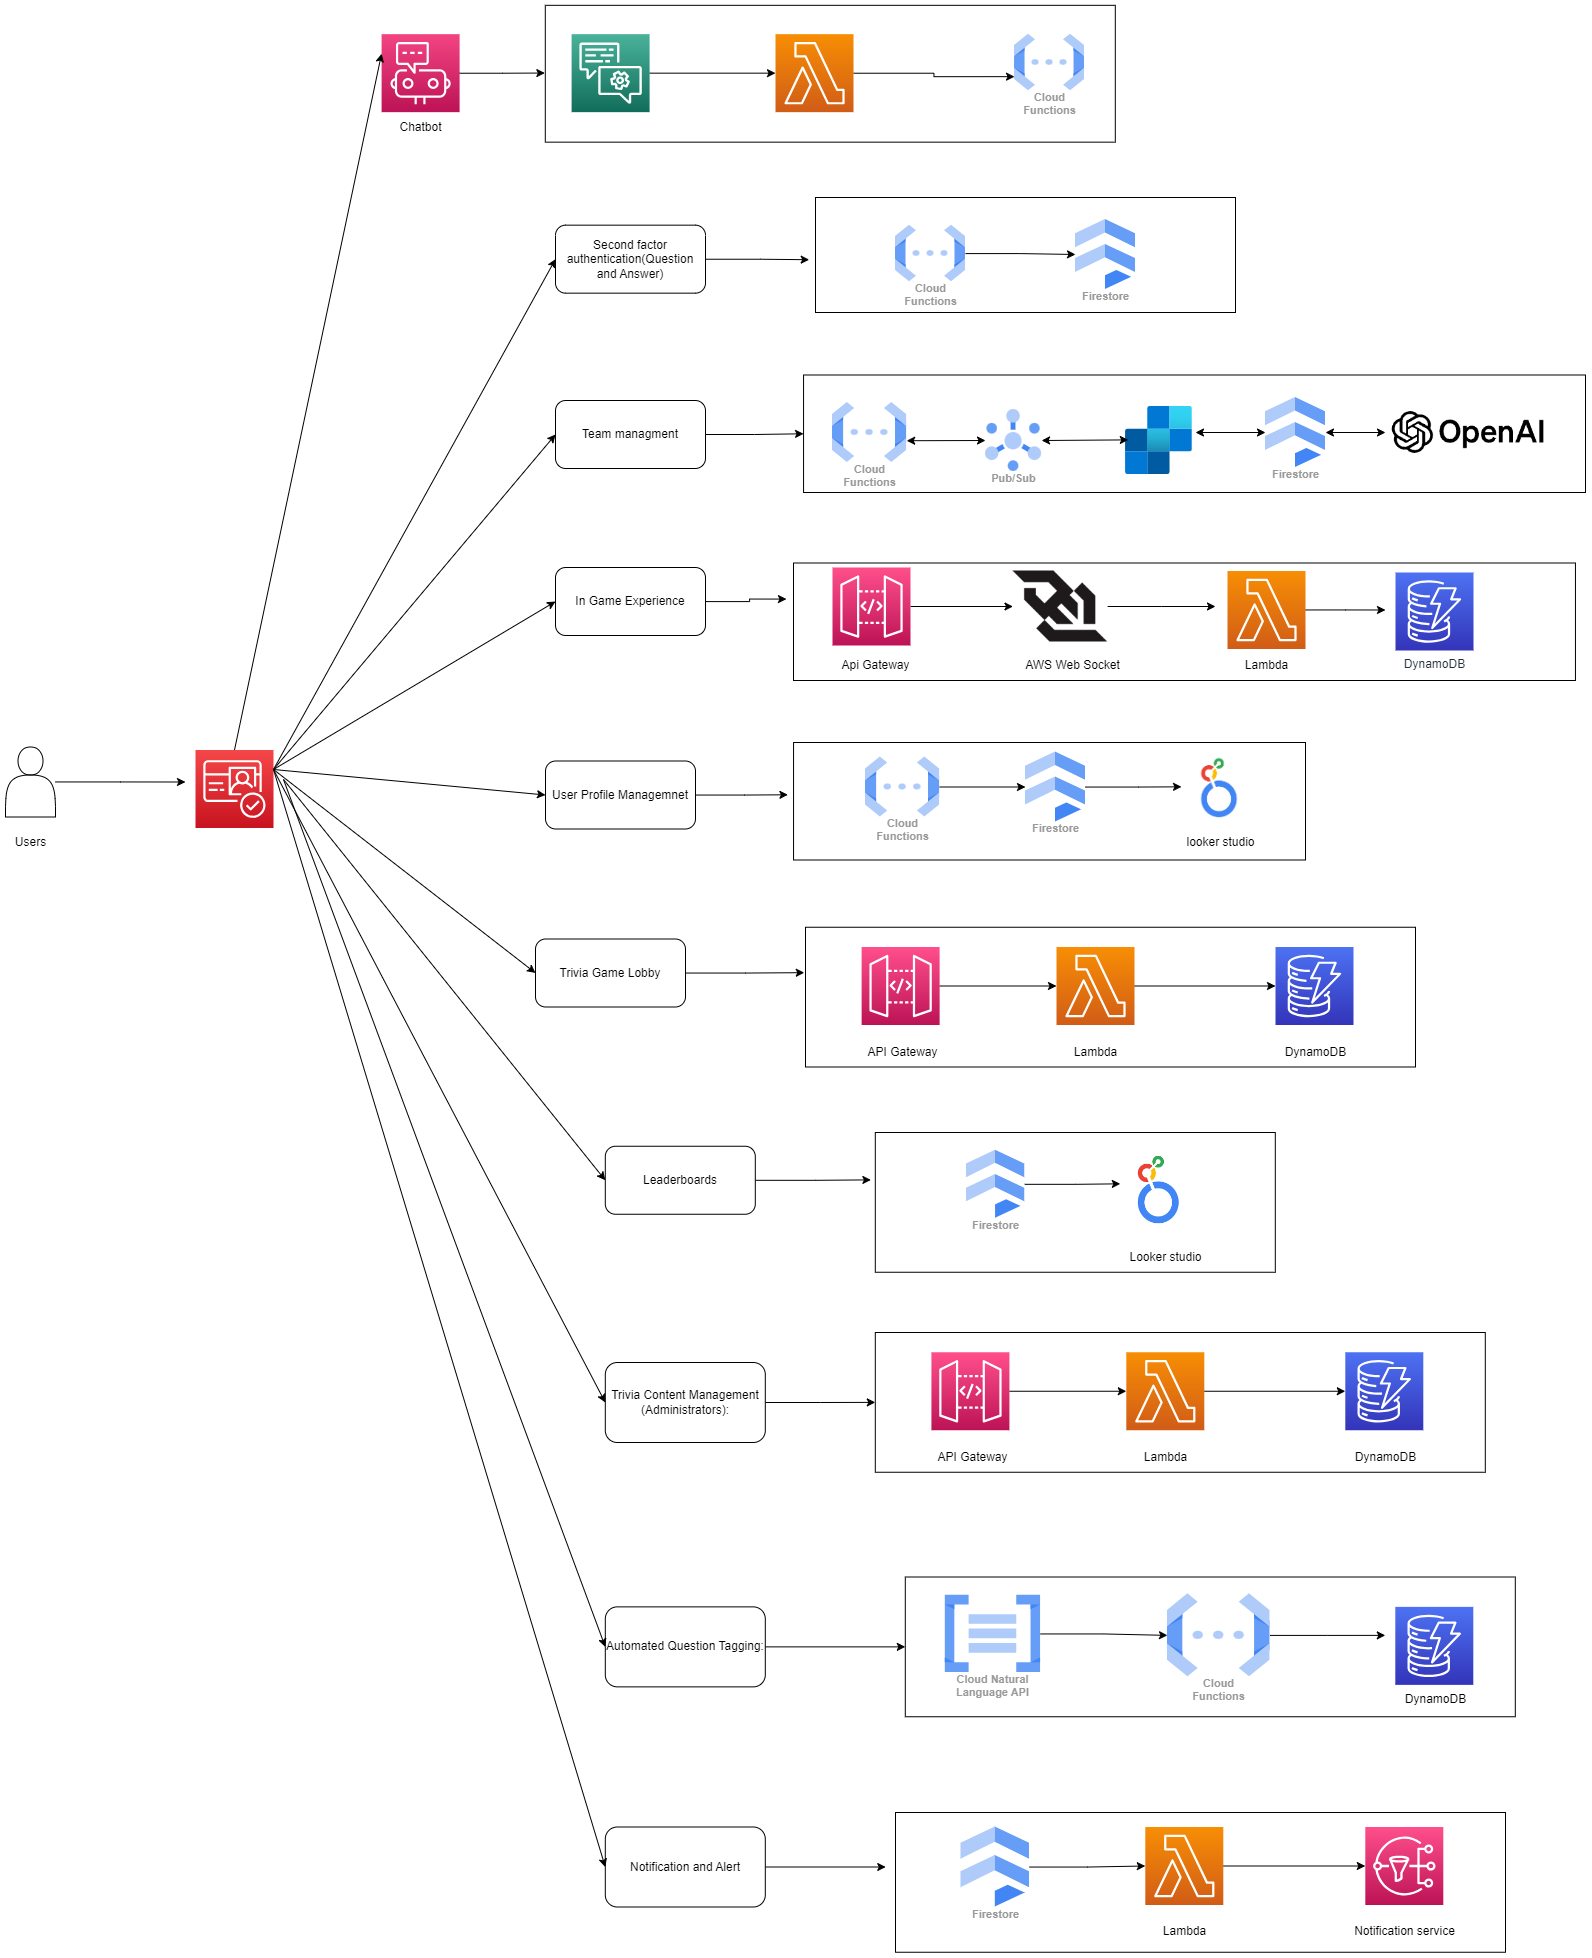 Chatbot
Cloud
Functions
Second factor
authentication(Question
and Answer)
Cloud
Functions
Firestore
Team managment
Cloud
Functions
Pub/Sub
Firestore
OpenAI
In Game Experience
Api Gateway
AWS Web Socket
Lambda
DynamoDB
Users
User Profile Managemnet
Cloud
Functions
Firestore
looker studio
Trivia Game Lobby
API Gateway
Lambda
DynamoDB
Leaderboards
Firestore
Looker studio
Trivia Content Management
(Administrators):
API Gateway
Lambda
DynamoDB
Automated Question Tagging:
Cloud Natural
Language API
Cloud
Functions
DynamoDB
Notification and Alert
Firestore
Lambda
Notification service